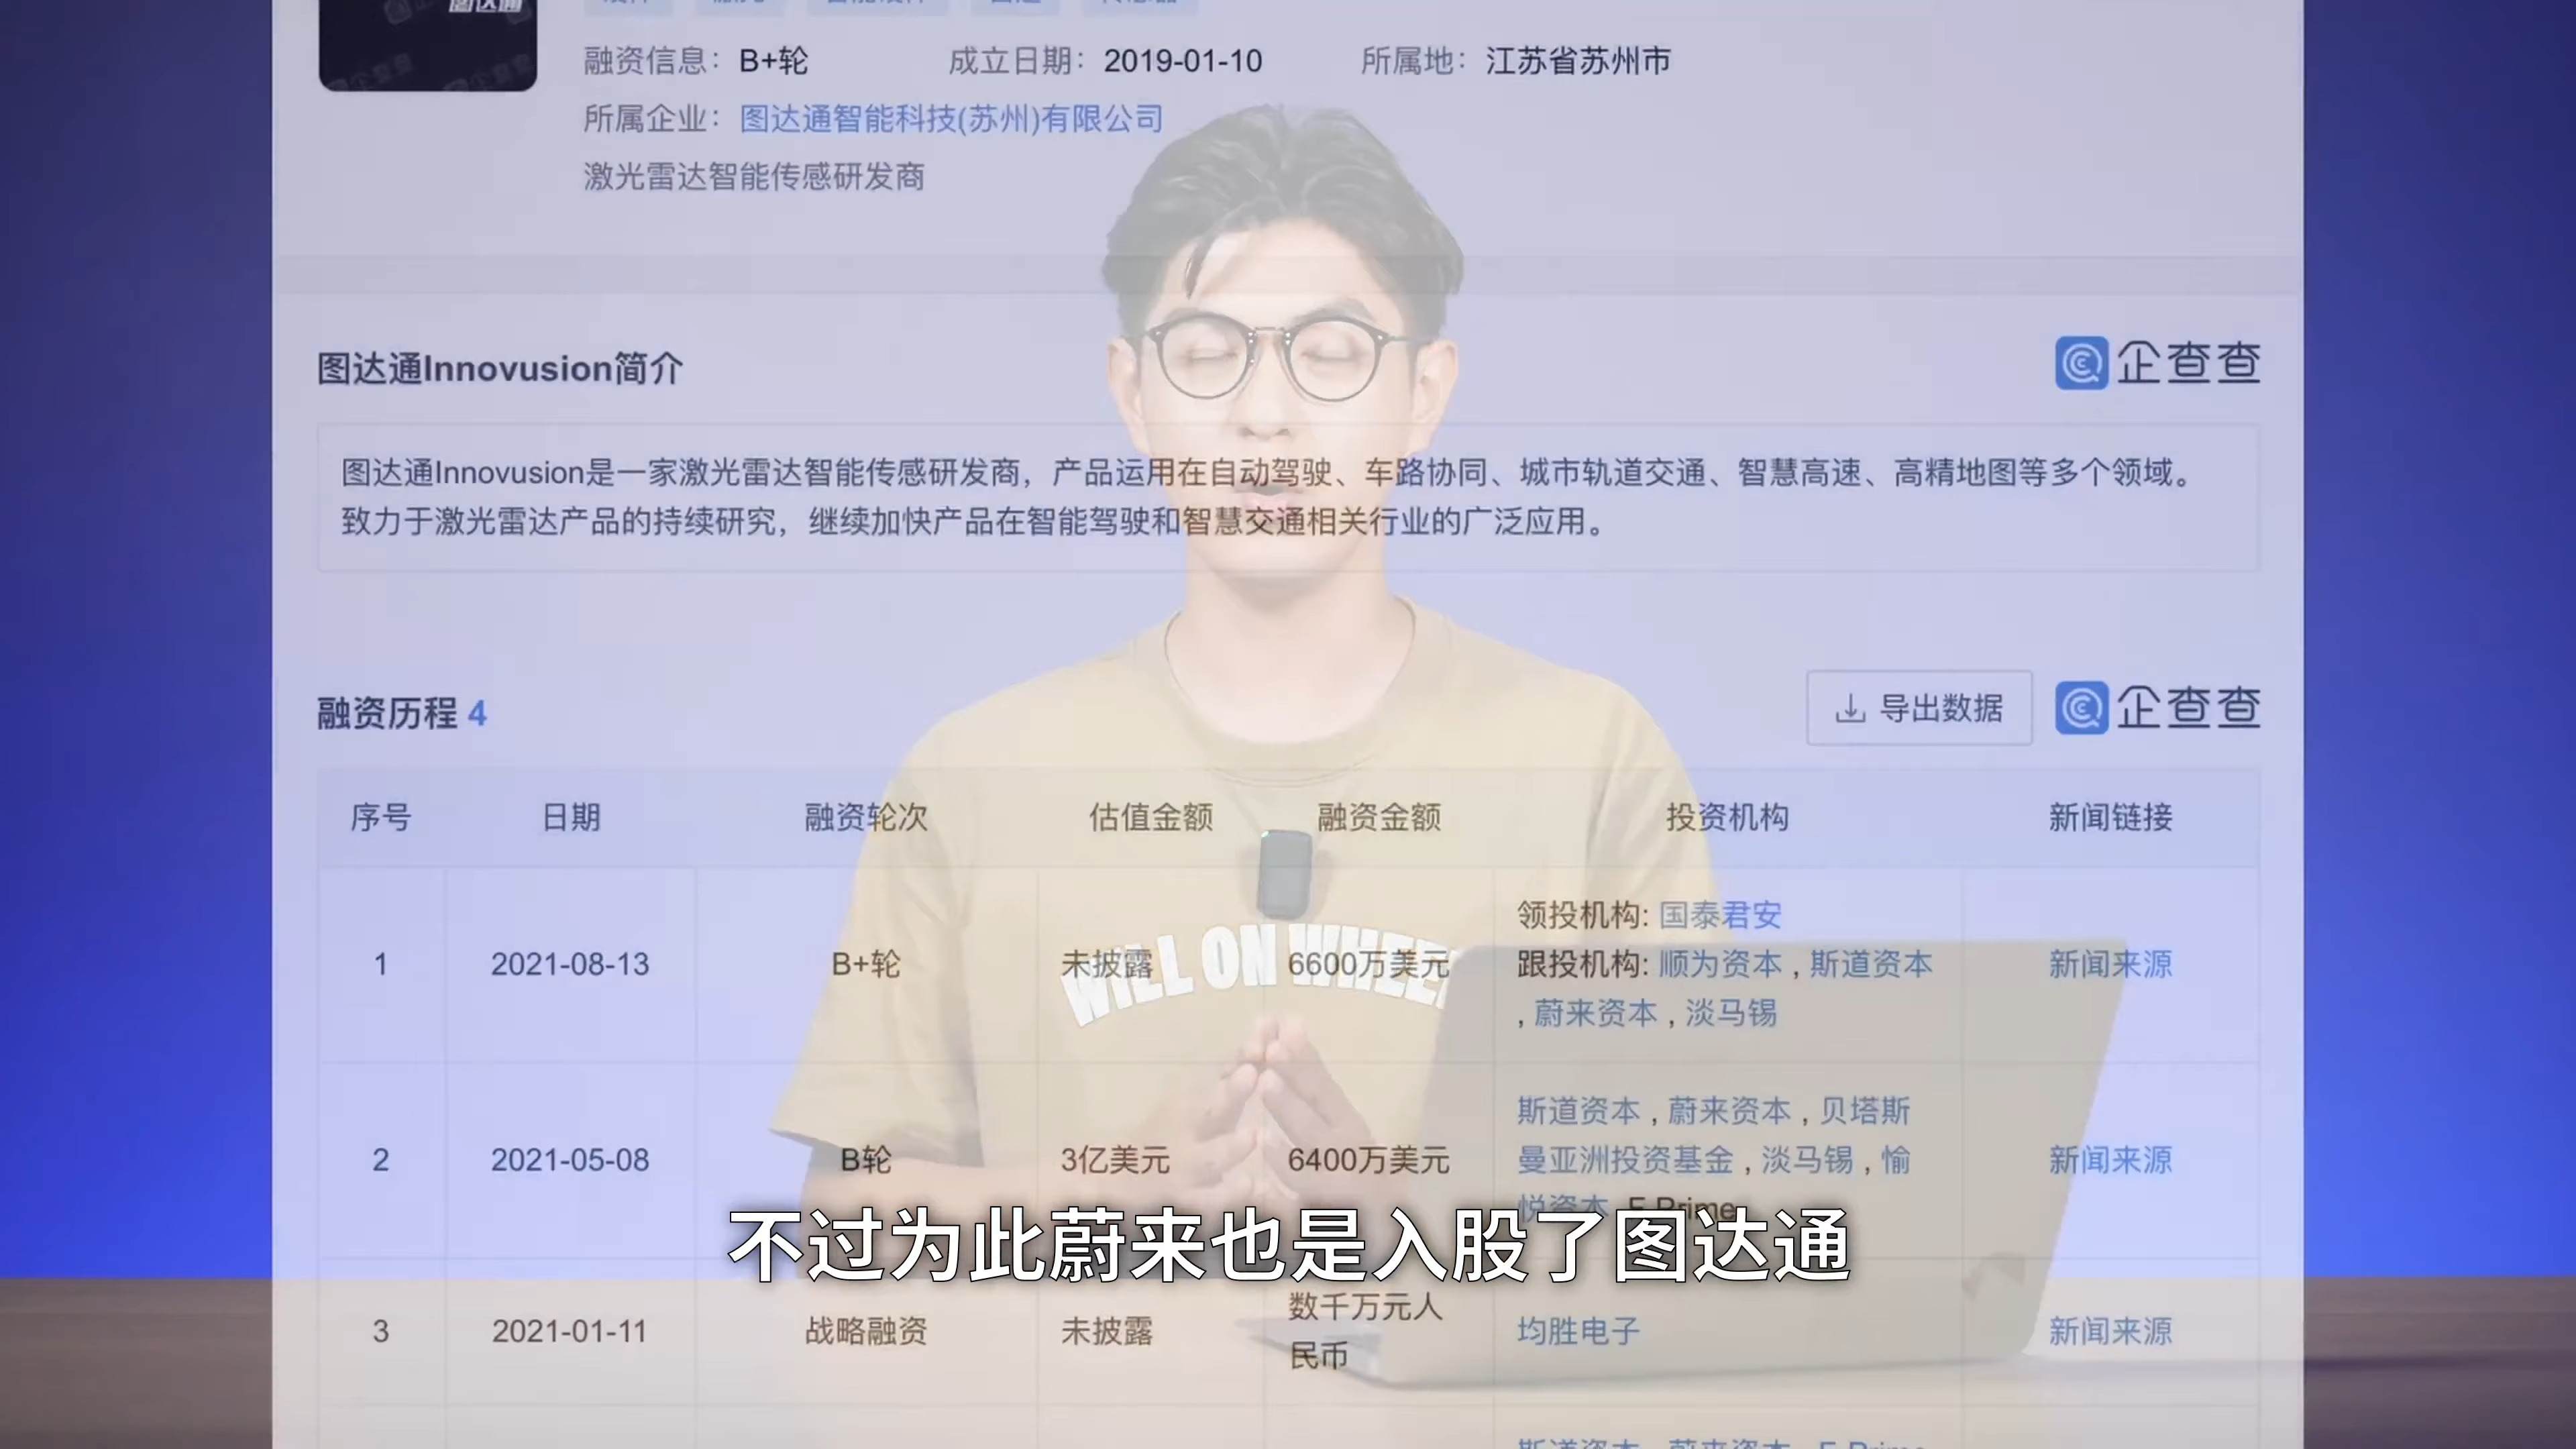 图达通
融资信息：B+轮 成立日期：2019-01-10 所属地：江苏省苏州市
所属企业：图达通智能科技(苏州)有限公司
激光雷达智能传感研发商
图达通Innovusion简介
企查查
图达通Innovusion是一家激光雷达智能传感研发商，产品运用在自动驾驶、车路协同、城市轨道交通、智慧高速、高精地图等多个领域。
致力于激光雷达产品的持续研究，继续加快产品在智能驾驶和智慧交通相关行业的广泛应用。
融资历程 4
导出数据
企查查
序号 日期 融资轮次 估值金额 融资金额 投资机构 新闻链接
1 2021-08-13 B+轮 未披露 6600万美元 领投机构: 国泰君安
跟投机构: 顺为资本 , 斯道资本
, 蔚来资本 , 淡马锡
新闻来源
WILL ON WHEE
2 2021-05-08 B轮 3亿美元 6400万美元 斯道资本 , 蔚来资本 , 贝塔斯
曼亚洲投资基金 , 淡马锡 , 愉
悦资本 , F-Prime
新闻来源
不过为此蔚来也是入股了图达通
3 2021-01-11 战略融资 未披露 数千万元人
民币
均胜电子 新闻来源